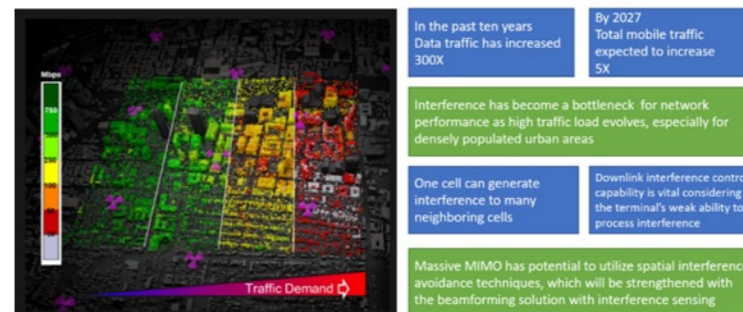 Mbps
750
250
100
50
Traffic Demand
In the past ten years
Data traffic has increased
300X
By 2027
Total mobile traffic
expected to increase
5X
Interference has become a bottleneck for network
performance as high traffic load evolves, especially for
densely populated urban areas
One cell can generate
interference to many
neighboring cells
Downlink interference contro
capability is vital considering
the terminal's weak ability to
process interference
Massive MIMO has potential to utilize spatial interference
avoidance techniques, which will be strengthened with
the beamforming solution with interference sensing